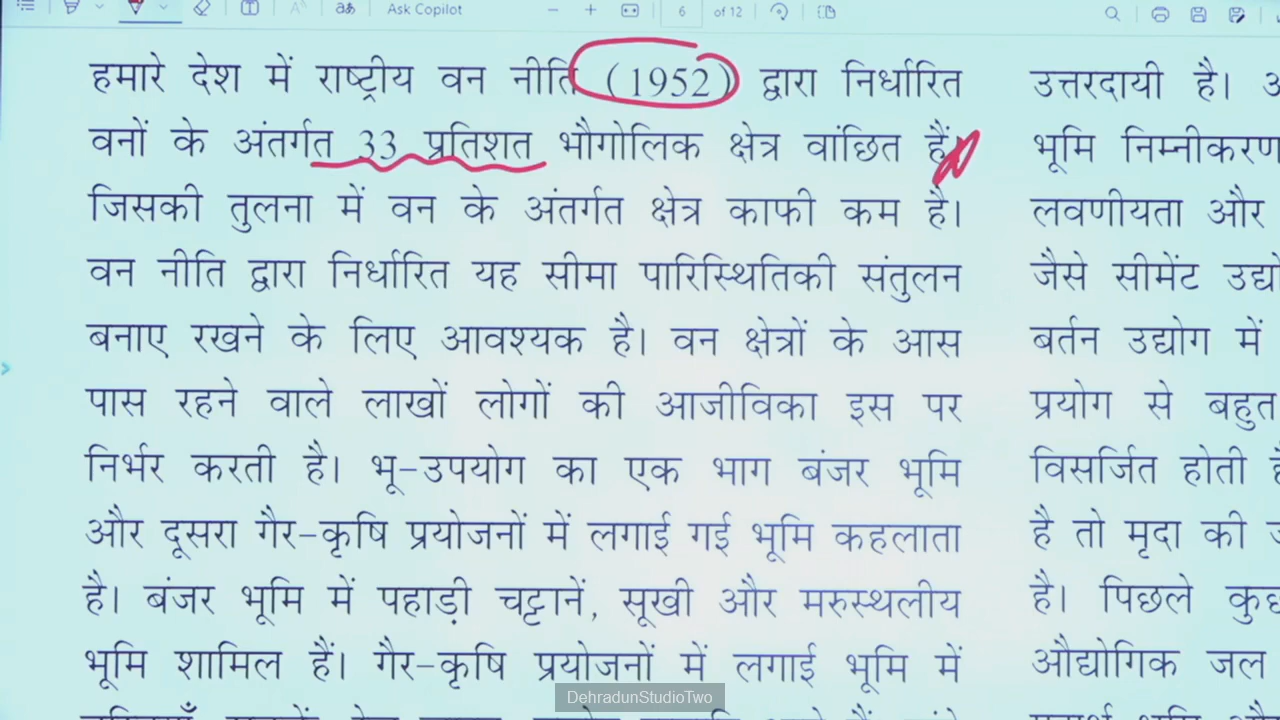 Ask Copilot
6 of 12
हमारे देश में राष्ट्रीय वन नीति (1952) द्वारा निर्धारित
वनों के अंतर्गत 33 प्रतिशत भौगोलिक क्षेत्र वांछित हैं
जिसकी तुलना में वन के अंतर्गत क्षेत्र काफी कम है।
वन नीति द्वारा निर्धारित यह सीमा पारिस्थितिकी संतुलन
बनाए रखने के लिए आवश्यक है। वन क्षेत्रों के आस
पास रहने वाले लाखों लोगों की आजीविका इस पर
निर्भर करती है। भू-उपयोग का एक भाग बंजर भूमि
और दूसरा गैर-कृषि प्रयोजनों में लगाई गई भूमि कहलाता
है। बंजर भूमि में पहाड़ी चट्टानें, सूखी और मरुस्थलीय
भूमि शामिल हैं। गैर-कृषि प्रयोजनों में लगाई भूमि में
उत्तरदायी है।
भूमि निम्नीकरण
लवणीयता और
जैसे सीमेंट
बर्तन उद्योग में
प्रयोग से बहुत
विसर्जित होती
है तो मृदा की
है। पिछले
औद्योगिक जल
DehradunStudioTwo